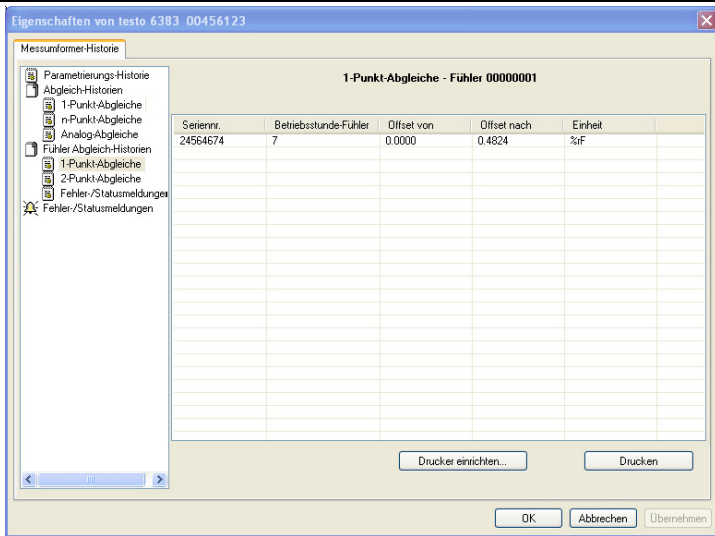 Eigenschaften von testo 6383 00456123
Messumformer-Historie
Parametrierungs-Historie
Abgleich-Historien
1-Punkt-Abgleiche
n-Punkt-Abgleiche
Analog-Abgleiche
Fühler Abgleich-Historien
1-Punkt-Abgleiche
2-Punkt-Abgleiche
Fehler-/Statusmeldungen
Fehler-/Statusmeldungen
1-Punkt-Abgleiche - Fühler 00000001
Seriennr. Betriebsstunde-Fühler Offset von Offset nach Einheit
24564674 7 0.0000 0.4824 %rF
Drucker einrichten... Drucken
OK Abbrechen Übernehmen